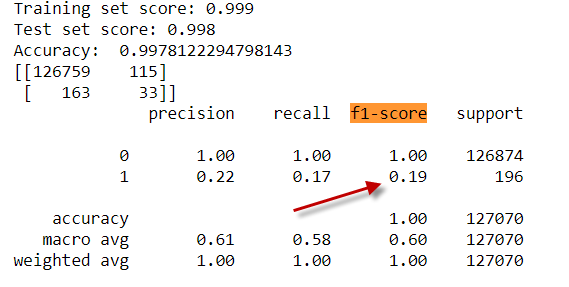 Training set score: 0.999
Test set score: 0.998
Accuracy:  0.9978122294798143
[[126759    115]
 [   163     33]]
precision    recall  f1-score   support
0       1.00      1.00      1.00    126874
1       0.22      0.17      0.19       196
accuracy                           1.00    127070
macro avg       0.61      0.58      0.60    127070
weighted avg       1.00      1.00      1.00    127070